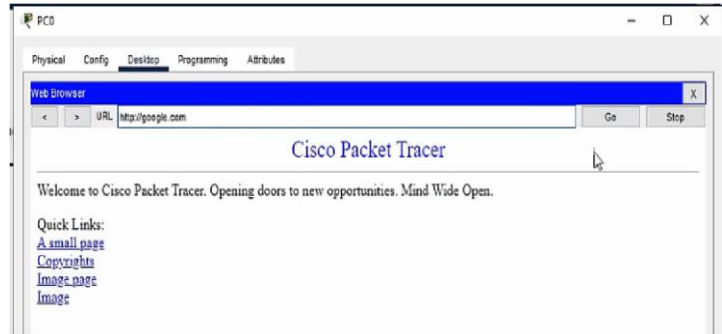 PC0
Physical Config Desktop Programming Attributes
Web Browser X
< > URL http://google.com Go Stop
Cisco Packet Tracer
Welcome to Cisco Packet Tracer. Opening doors to new opportunities. Mind Wide Open.
Quick Links:
A small page
Copyrights
Image page
Image